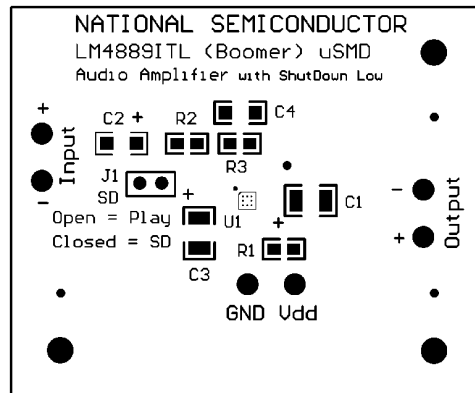 NATIONAL SEMICONDUCTOR
LM4889ITL (Boomer) uSMD
Audio Amplifier with ShutDown Low
+
C2 +
R2
C4
Input
R3
-
J1
SD
+
U1
C1
-
Open = Play
+
Output
Closed = SD
R1
+
C3
GND Vdd